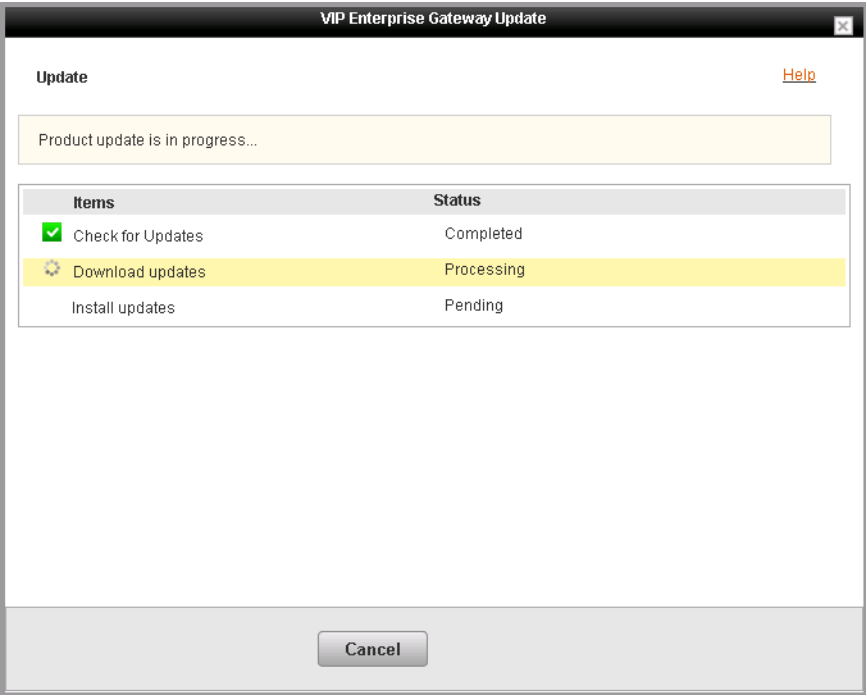 VIP Enterprise Gateway Update
Update
Help
Product update is in progress...
Items Status
Check for Updates Completed
Download updates Processing
Install updates Pending
Cancel